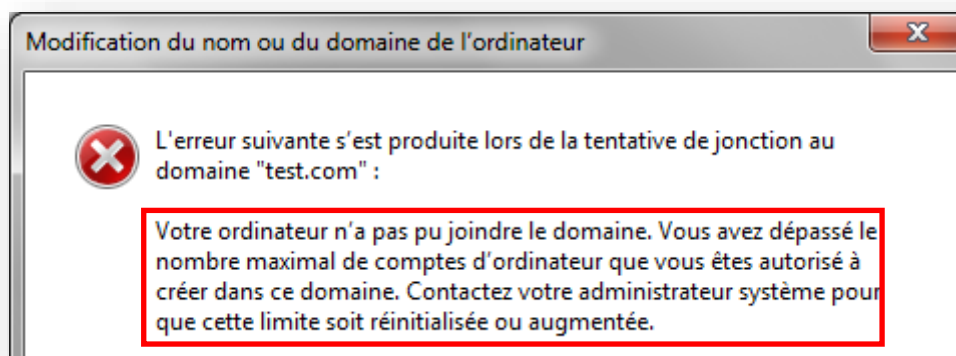 Modification du nom ou du domaine de l'ordinateur
L'erreur suivante s'est produite lors de la tentative de jonction au
domaine "test.com" :
Votre ordinateur n'a pas pu joindre le domaine. Vous avez dépassé le
nombre maximal de comptes d'ordinateur que vous êtes autorisé à
créer dans ce domaine. Contactez votre administrateur système pour
que cette limite soit réinitialisée ou augmentée.